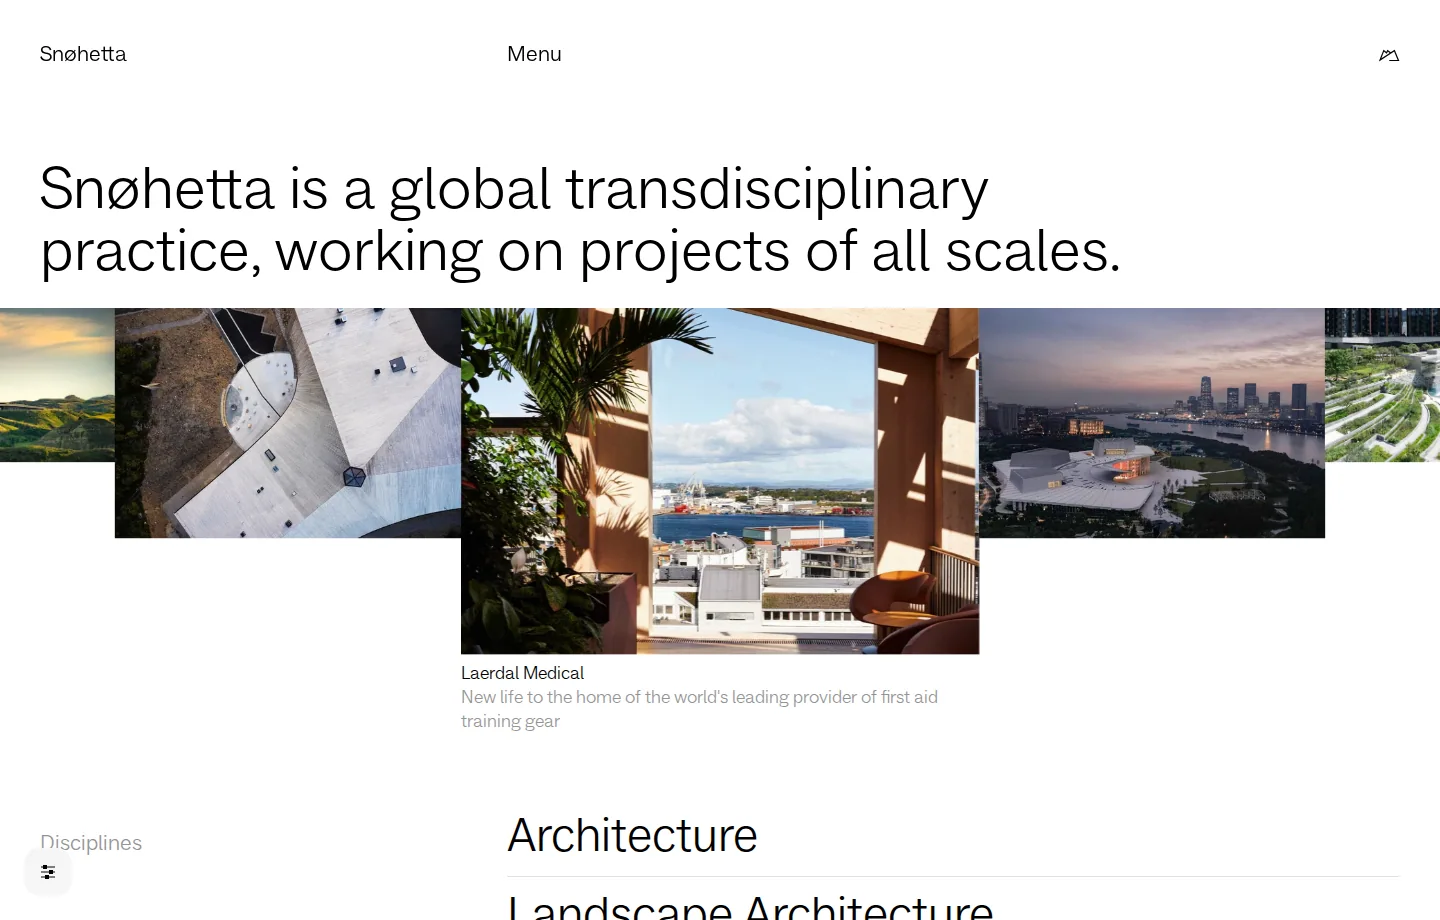 Snøhetta
Menu
Snøhetta is a global transdisciplinary
practice, working on projects of all scales.
Laerdal Medical
New life to the home of the world's leading provider of first aid
training gear
Disciplines
Architecture
Landscape Architecture